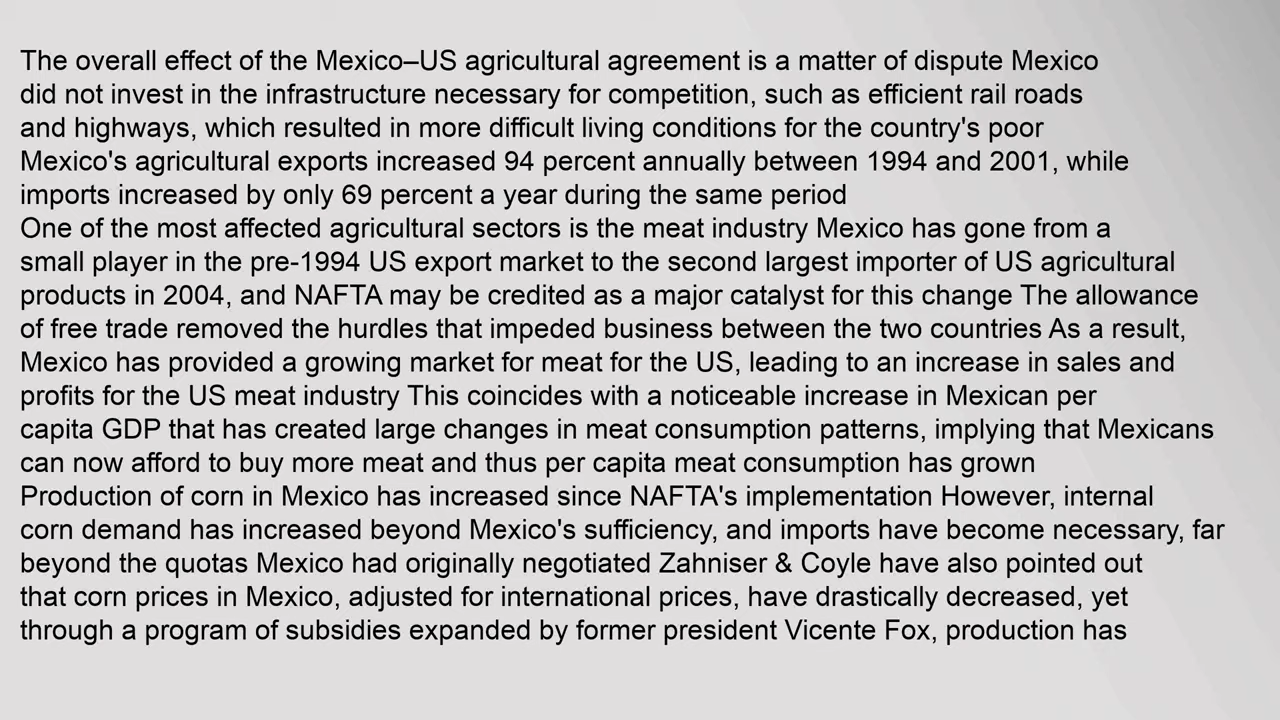 The overall effect of the Mexico–US agricultural agreement is a matter of dispute Mexico
did not invest in the infrastructure necessary for competition, such as efficient rail roads
and highways, which resulted in more difficult living conditions for the country's poor
Mexico's agricultural exports increased 94 percent annually between 1994 and 2001, while
imports increased by only 69 percent a year during the same period
One of the most affected agricultural sectors is the meat industry Mexico has gone from a
small player in the pre-1994 US export market to the second largest importer of US agricultural
products in 2004, and NAFTA may be credited as a major catalyst for this change The allowance
of free trade removed the hurdles that impeded business between the two countries As a result,
Mexico has provided a growing market for meat for the US, leading to an increase in sales and
profits for the US meat industry This coincides with a noticeable increase in Mexican per
capita GDP that has created large changes in meat consumption patterns, implying that Mexicans
can now afford to buy more meat and thus per capita meat consumption has grown
Production of corn in Mexico has increased since NAFTA's implementation However, internal
corn demand has increased beyond Mexico's sufficiency, and imports have become necessary, far
beyond the quotas Mexico had originally negotiated Zahniser & Coyle have also pointed out
that corn prices in Mexico, adjusted for international prices, have drastically decreased, yet
through a program of subsidies expanded by former president Vicente Fox, production has